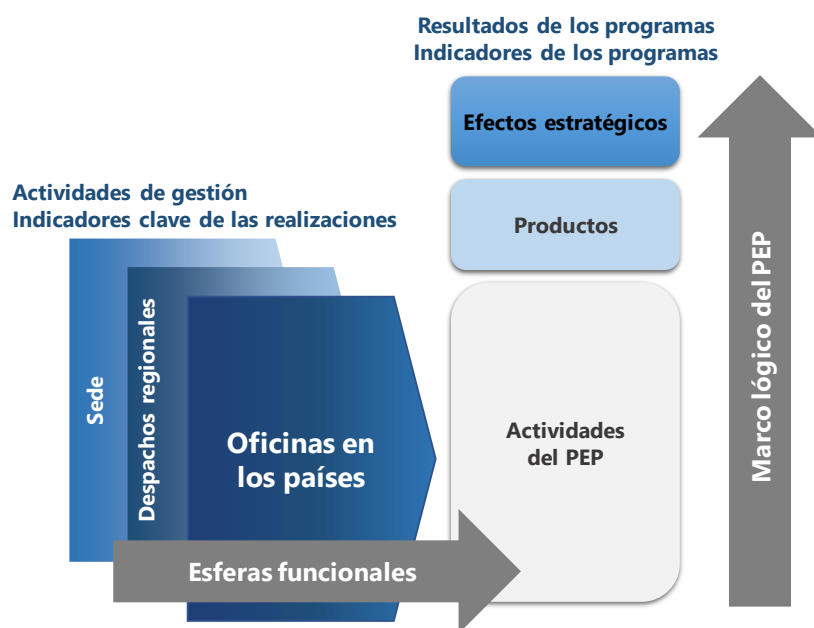 Resultados de los programas
Indicadores de los programas
Efectos estratégicos
Actividades de gestión
Indicadores clave de las realizaciones
Productos
Sede
Despachos regionales
Oficinas en
los países
Actividades
del PEP
Marco lógico del PEP
Esferas funcionales